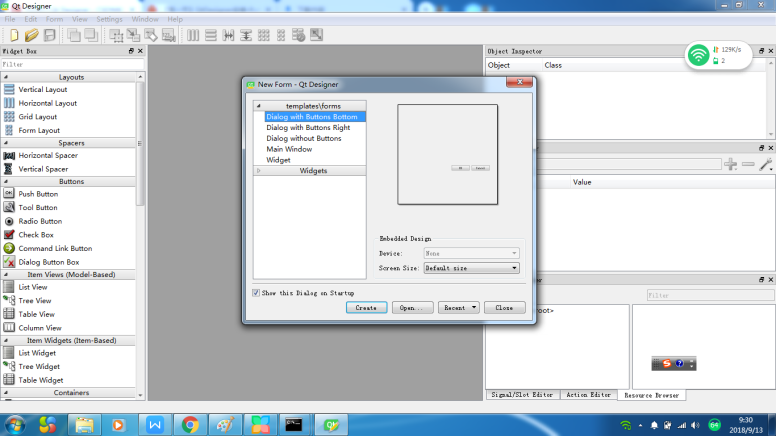 Qt Designer
File Edit Form View Settings Window Help
Widget Box
Filter
Layouts
Vertical Layout
Horizontal Layout
Grid Layout
Form Layout
Spacers
Horizontal Spacer
Vertical Spacer
Buttons
Push Button
Tool Button
Radio Button
Check Box
Command Link Button
Dialog Button Box
Item Views (Model-Based)
List View
Tree View
Table View
Column View
Item Widgets (Item-Based)
List Widget
Tree Widget
Table Widget
Containers
New Form - Qt Designer
templates\forms
Dialog with Buttons Bottom
Dialog with Buttons Right
Dialog without Buttons
Main Window
Widget
Widgets
Embedded Design
Device: None
Screen Size: Default size
Show this Dialog on Startup
Create Open... Recent Close
Object Inspector
Object Class
129K/s
2
Value
Filter
Signal/Slot Editor Action Editor Resource Browser
9:30
2018/9/13